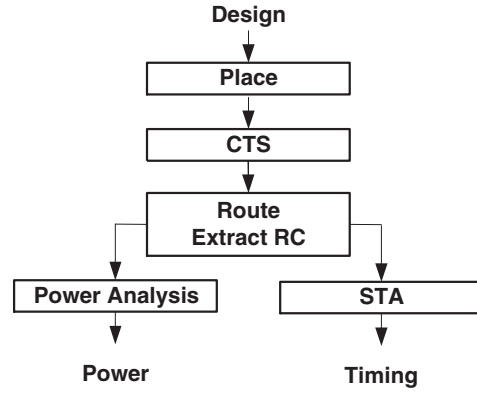 Design
Place
CTS
Route
Extract RC
Power Analysis
STA
Power
Timing